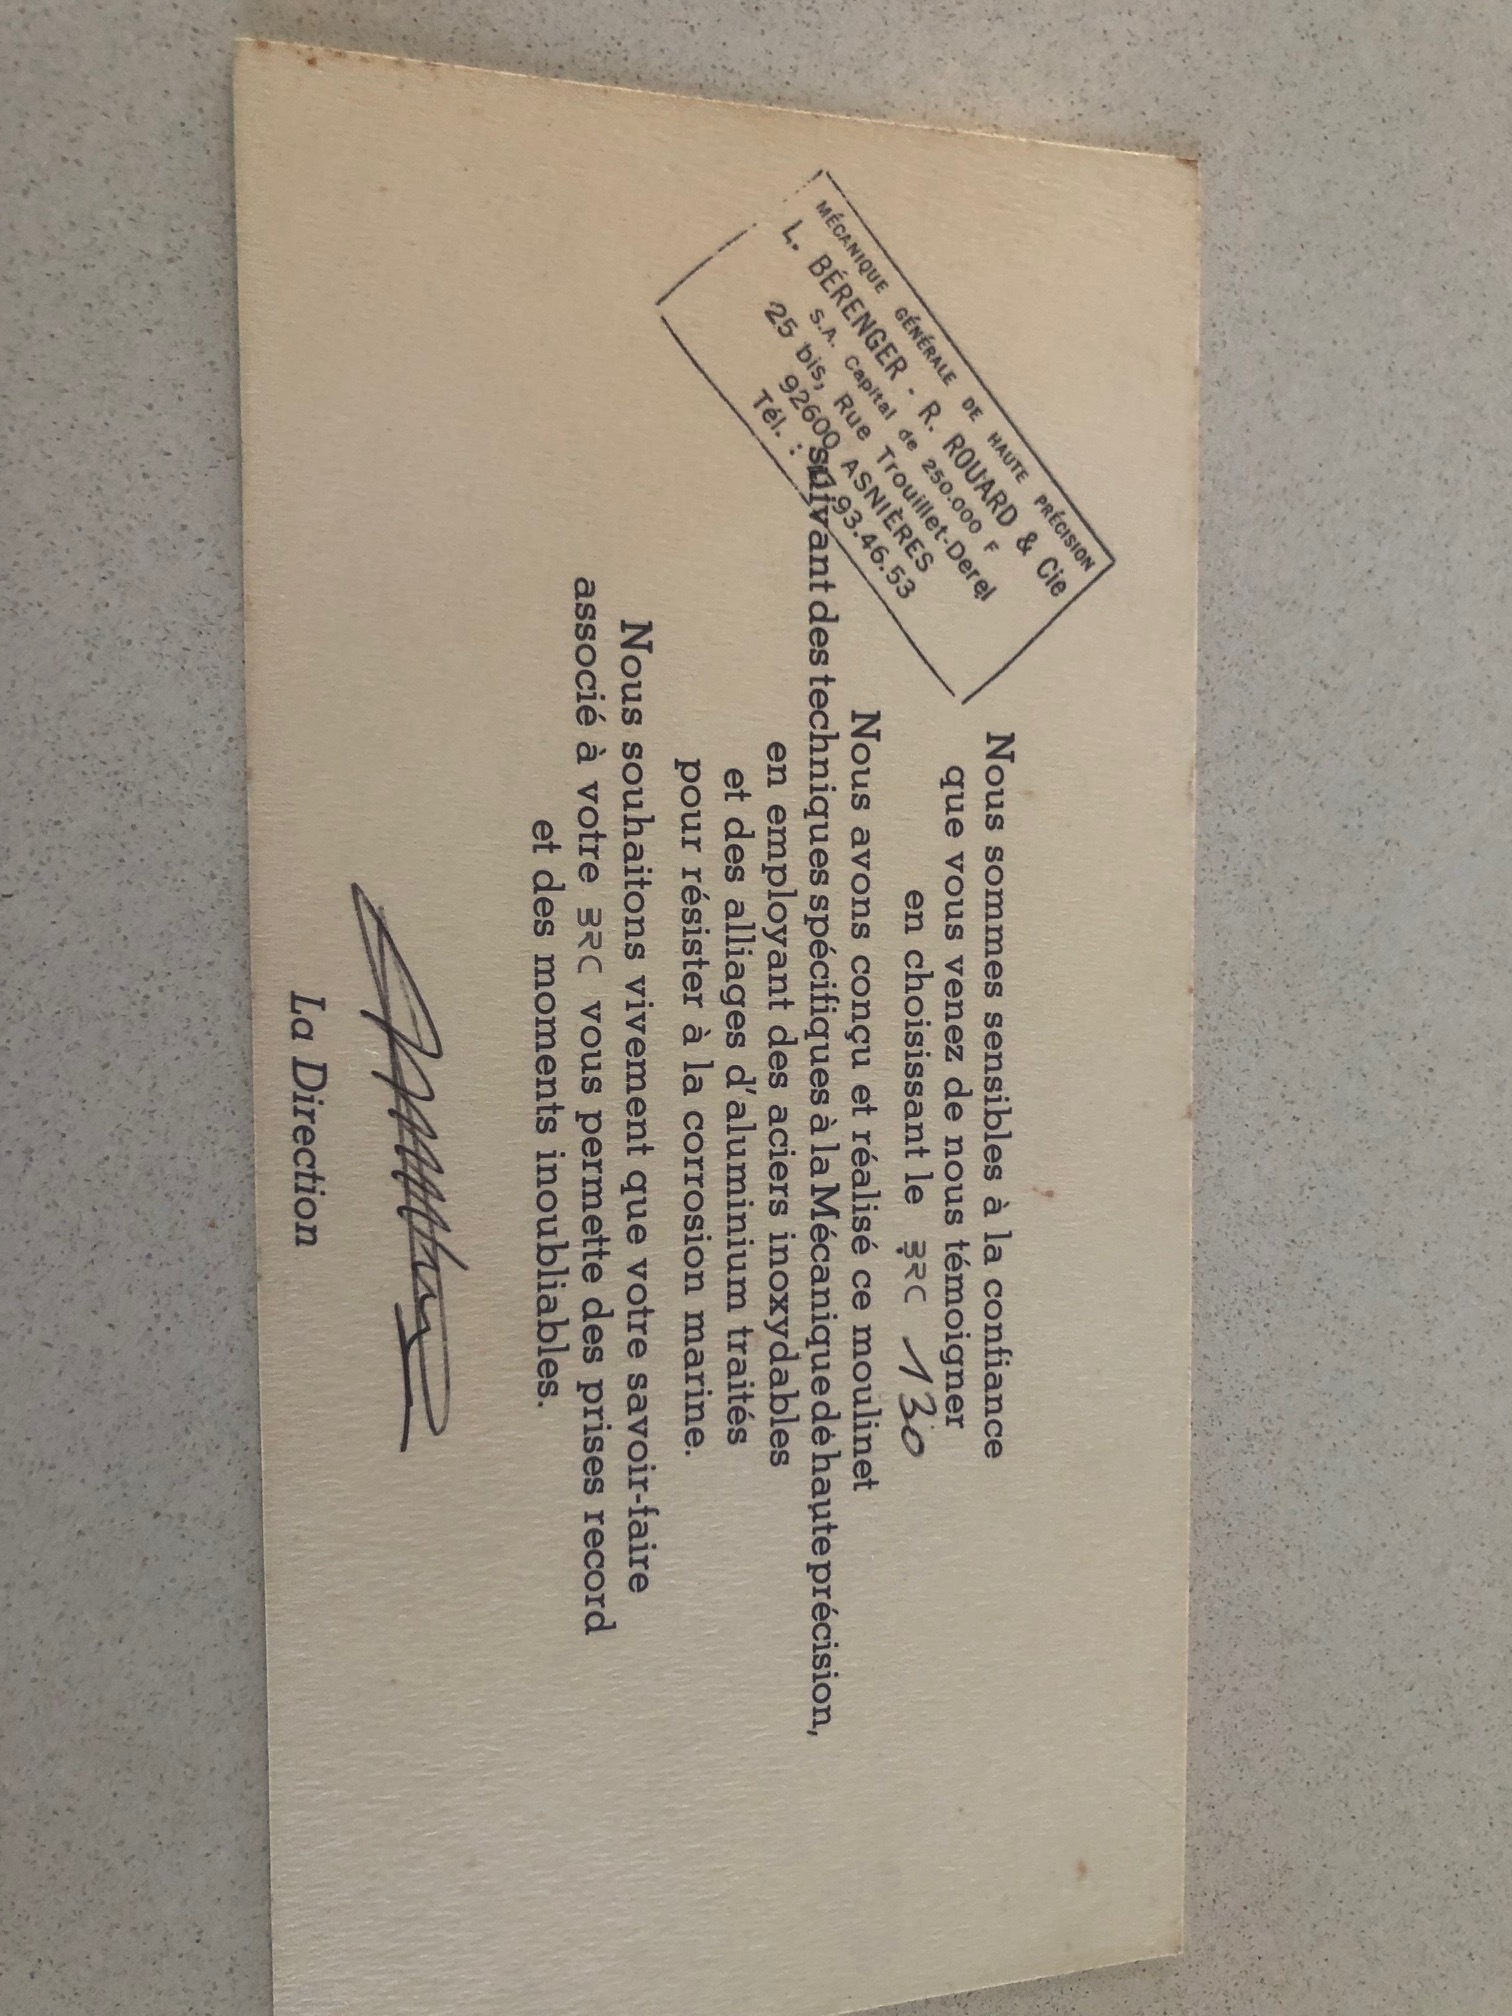 MÉCANIQUE GÉNÉRALE DE HAUTE PRÉCISION
L. BÉRENGER - R. ROUARD & Cie
S.A. Capital de 250.000 F
25 bis, Rue Trouillet-Derel
92600 ASNIÈRES
Tél. : 93.46.53
Nous sommes sensibles à la confiance
que vous venez de nous témoigner
en choisissant le BRC 130
Nous avons conçu et réalisé ce moulinet
suivant des techniques spécifiques à la Mécanique de haute précision,
en employant des aciers inoxydables
et des alliages d'aluminium traités
pour résister à la corrosion marine.
Nous souhaitons vivement que votre savoir-faire
associé à votre BRC vous permette des prises record
et des moments inoubliables.
La Direction